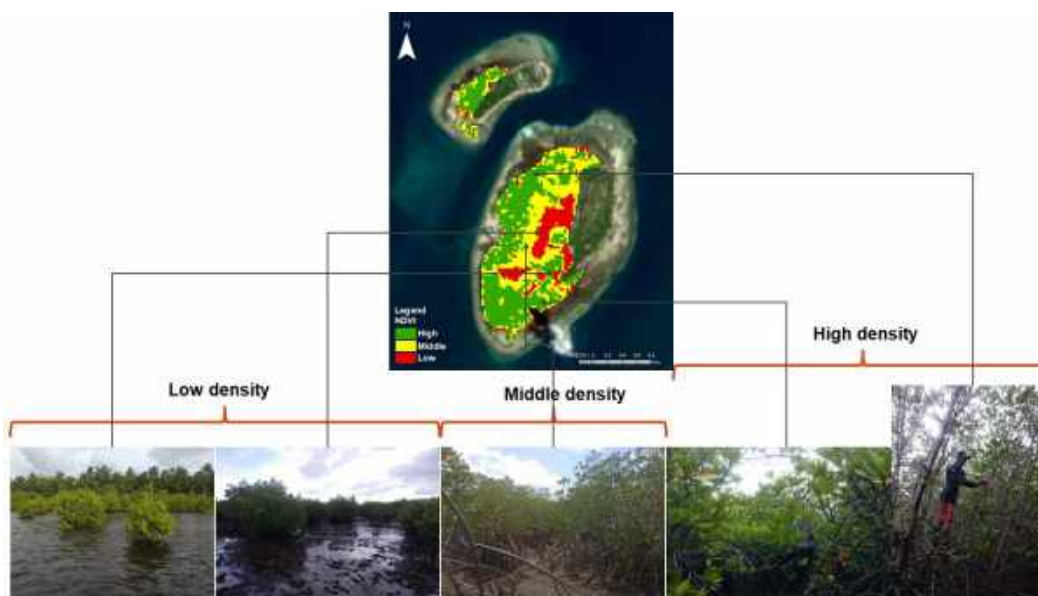 N
Legend
NDVI
High
Middle
Low
High density
Low density
Middle density